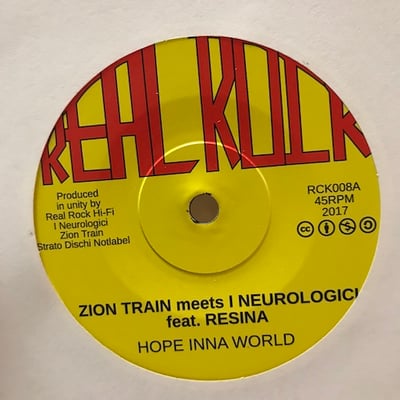 REAL ROCK
Produced
in unity by
Real Rock Hi-Fi
I Neurologici
Zion Train
Strato Dischi Notlabel
RCK008A
45RPM
2017
cc
ZION TRAIN meets I NEUROLOGICI
feat. RESINA
HOPE INNA WORLD